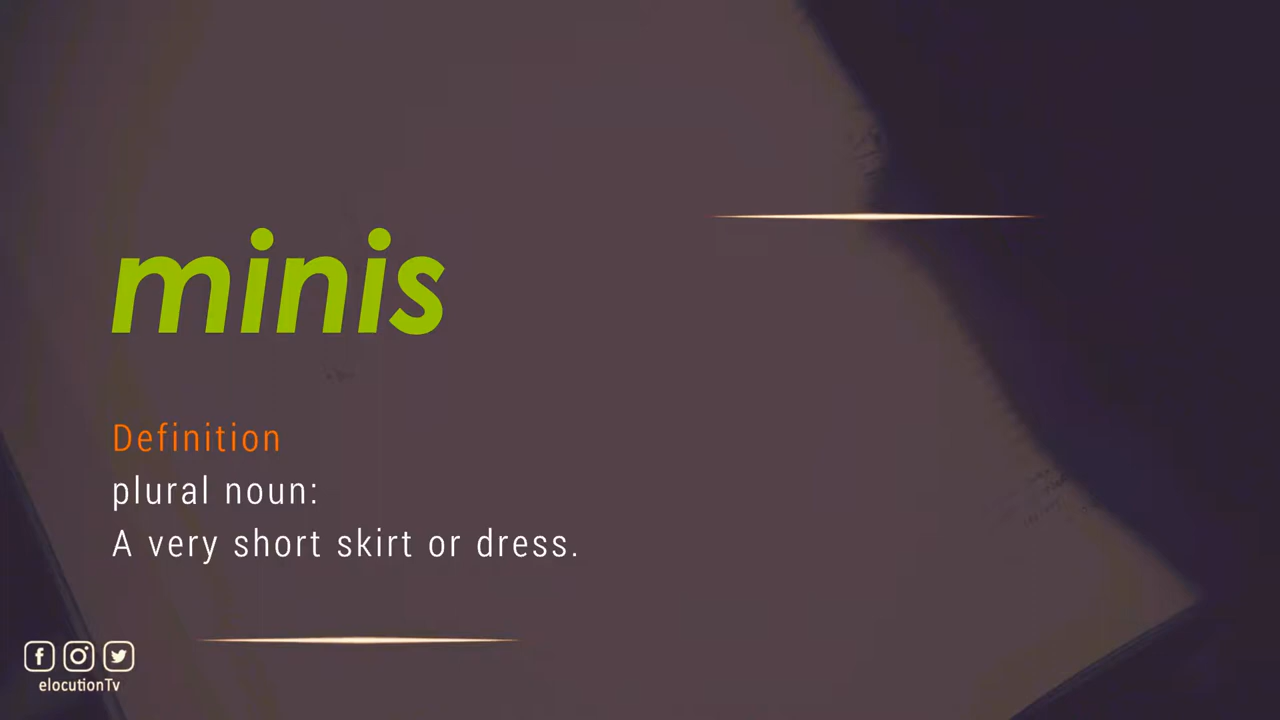 minis
Definition
plural noun:
A very short skirt or dress.
elocutionTv